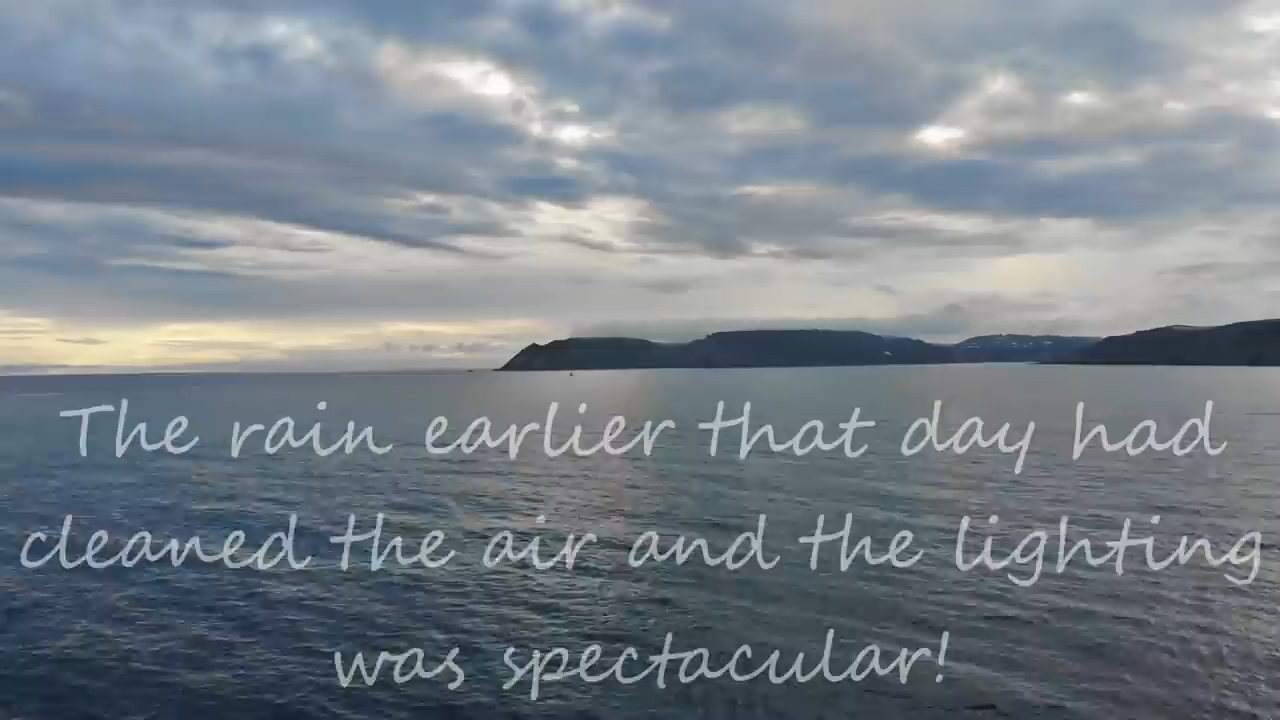 The rain earlier that day had
cleaned the air and the lighting
was spectacular!